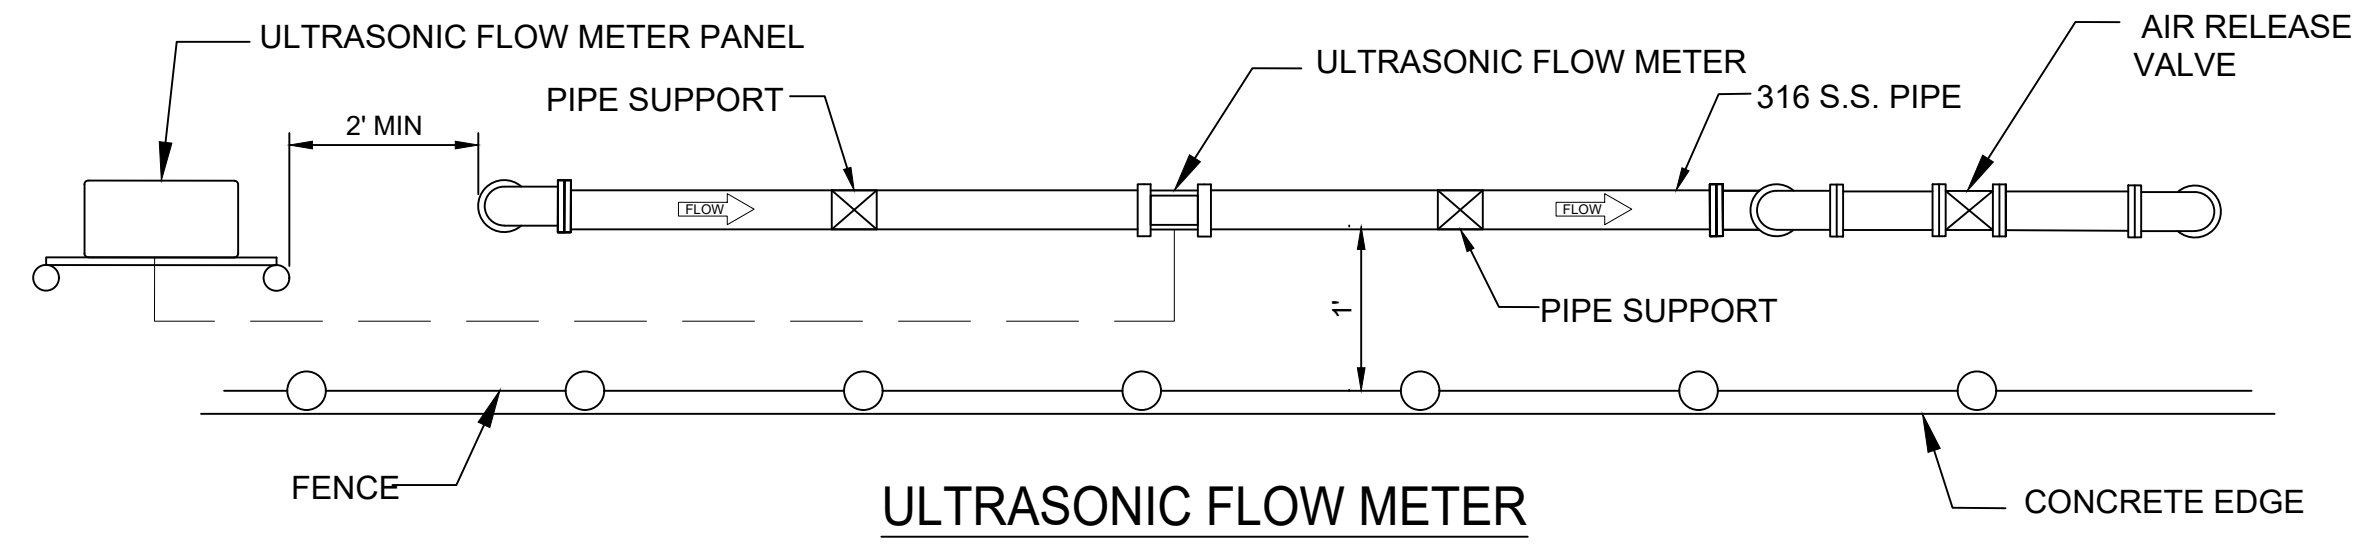 ULTRASONIC FLOW METER PANEL
AIR RELEASE
VALVE
ULTRASONIC FLOW METER
PIPE SUPPORT
316 S.S. PIPE
2' MIN
FLOW
FLOW
1'
PIPE SUPPORT
FENCE
CONCRETE EDGE
ULTRASONIC FLOW METER